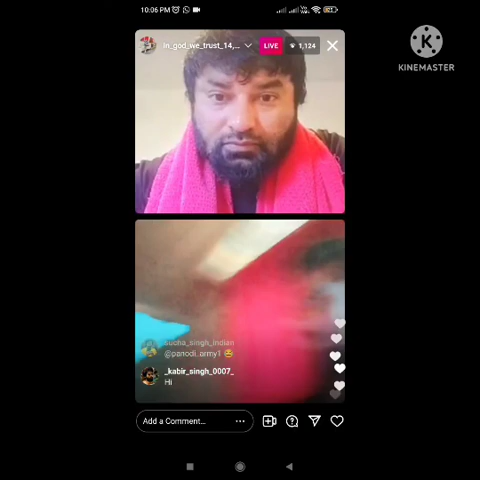 10:06 PM
In_god_we_trust_14,...
LIVE
1,124
KINEMASTER
sucha_singh_indian
@panodi_army1 😂
_kabir_singh_0007_
Hi
Add a Comment...